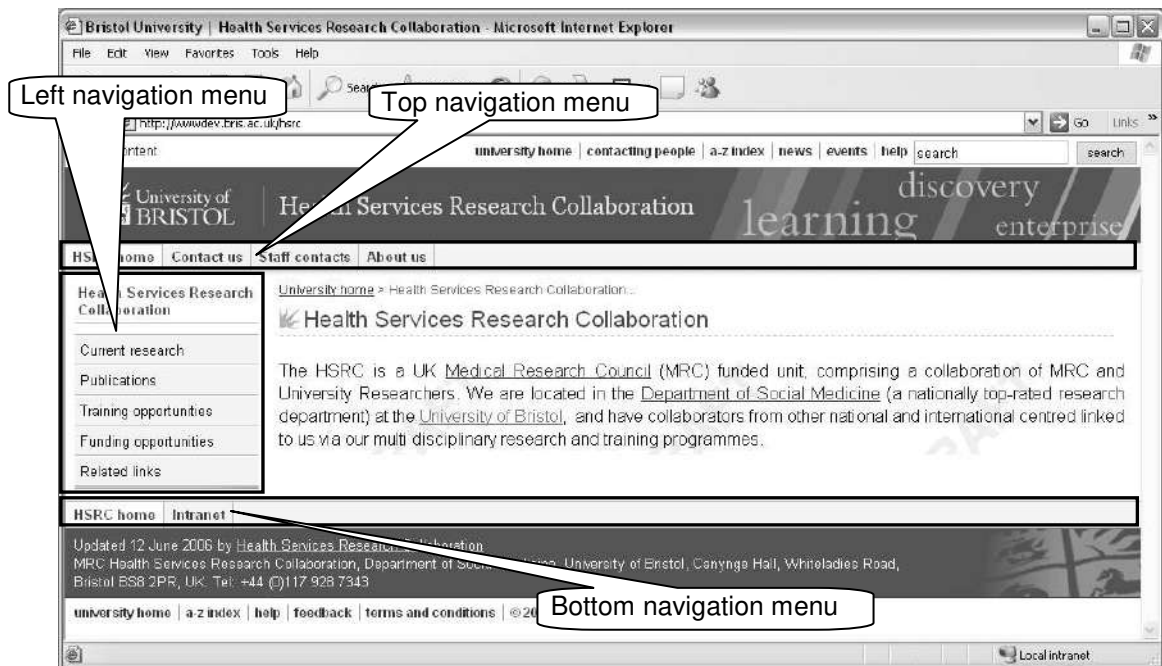 Bristol University | Health Services Research Collaboration - Microsoft Internet Explorer
File Edit View Favorites Tools Help
Left navigation menu
Top navigation menu
http://wwwdev.bris.ac.uk/hsrc
Go Links »
university home | contacting people | a-z index | news | events | help search search
University of
BRISTOL
Health Services Research Collaboration
discovery
learning
enterprise
home Contact us Staff contacts About us
Health Services Research
Collaboration
University home > Health Services Research Collaboration...
Health Services Research Collaboration
Current research
Publications
Training opportunities
Funding opportunities
Related links
The HSRC is a UK Medical Research Council (MRC) funded unit, comprising a collaboration of MRC and
University Researchers. We are located in the Department of Social Medicine (a nationally top-rated research
department) at the University of Bristol, and have collaborators from other national and international centred linked
to us via our multi disciplinary research and training programmes.
HSRC home Intranet
Updated 12 June 2006 by Health Services Research Collaboration
MRC Health Services Research Collaboration, Department of Social Medicine, University of Bristol, Canynge Hall, Whiteladies Road,
Bristol BS8 2PR, UK. Tel: +44 (0)117 928 7343
Bottom navigation menu
university home | a-z index | help | feedback | terms and conditions | © 20
Local intranet